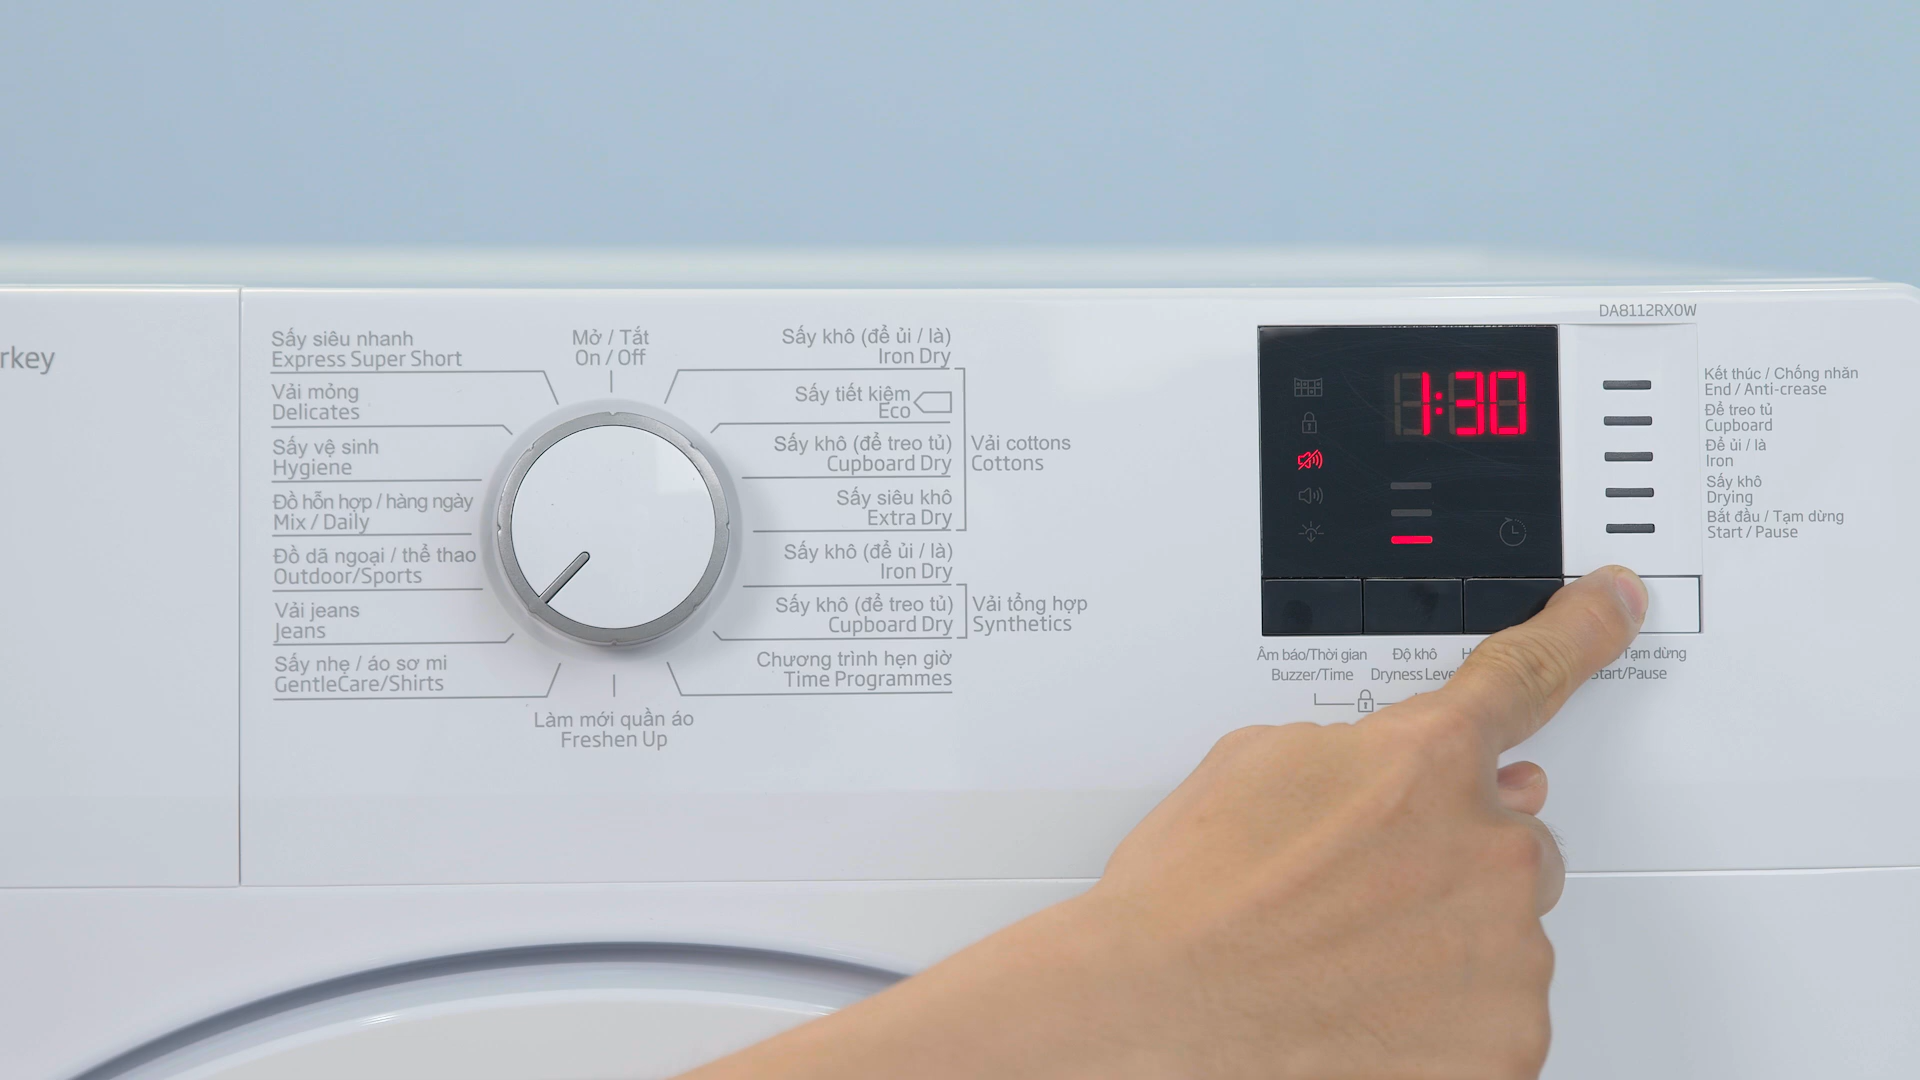 rkey
Sấy siêu nhanh
Express Super Short
Vải mỏng
Delicates
Sấy vệ sinh
Hygiene
Đồ hỗn hợp / hàng ngày
Mix / Daily
Đồ dã ngoại / thể thao
Outdoor/Sports
Vải jeans
Jeans
Sấy nhẹ / áo sơ mi
GentleCare/Shirts
Mở / Tắt
On / Off
Làm mới quần áo
Freshen Up
Sấy khô (để ủi / là)
Iron Dry
Sấy tiết kiệm
Eco
Sấy khô (để treo tủ)
Cupboard Dry
Sấy siêu khô
Extra Dry
Vải cottons
Cottons
Sấy khô (để ủi / là)
Iron Dry
Sấy khô (để treo tủ)
Cupboard Dry
Vải tổng hợp
Synthetics
Chương trình hẹn giờ
Time Programmes
DA8112RX0W
1:30
Kết thúc / Chống nhăn
End / Anti-crease
Để treo tủ
Cupboard
Để ủi / là
Iron
Sấy khô
Drying
Bắt đầu / Tạm dừng
Start / Pause
Âm báo/Thời gian
Buzzer/Time
Độ khô
Dryness Leve
Tạm dừng
Start/Pause